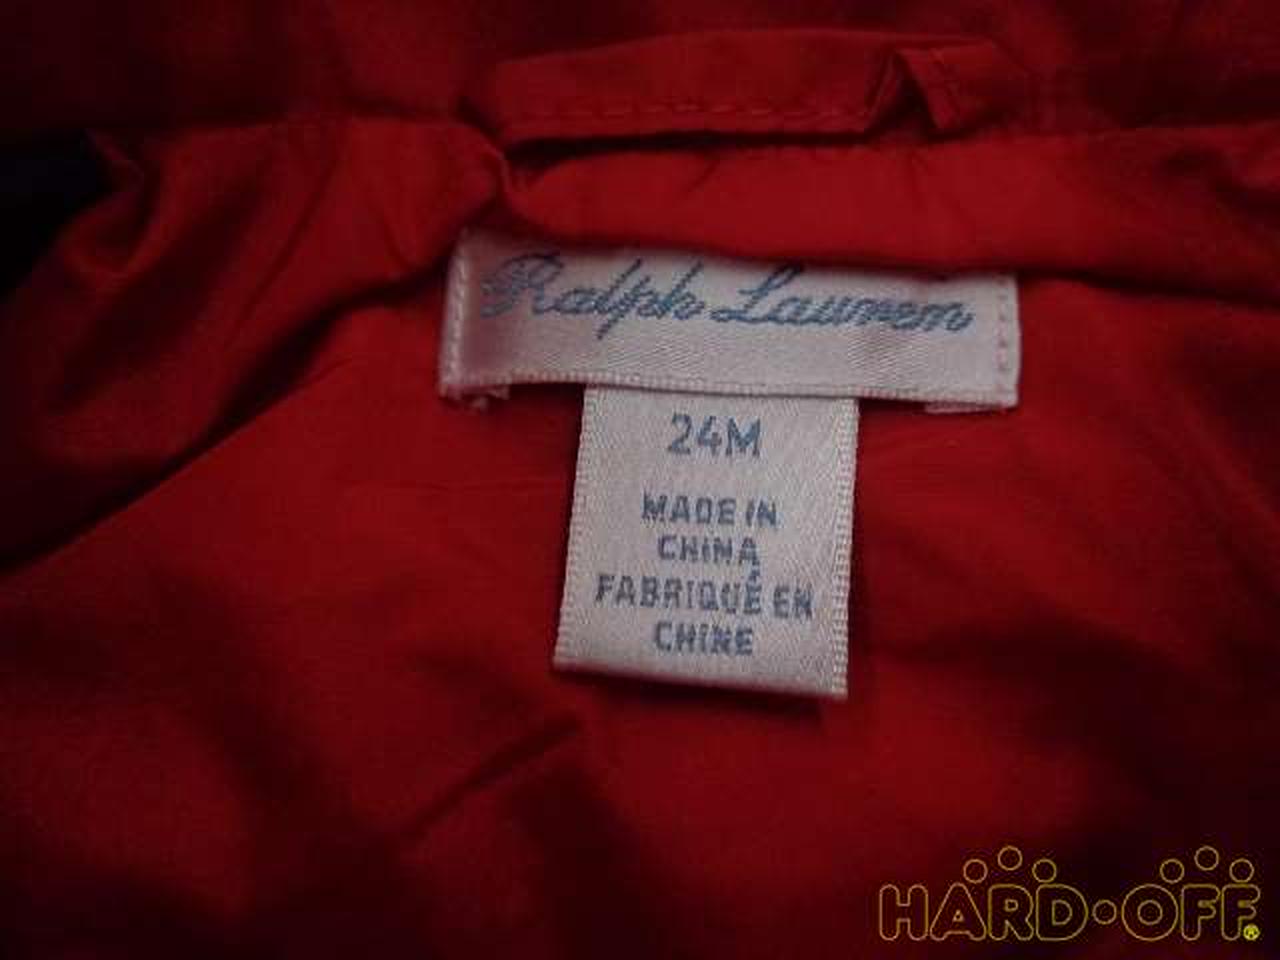 Ralph Lauren
24M
MADE IN
CHINA
FABRIQUÉ EN
CHINE
HARD•OFF®